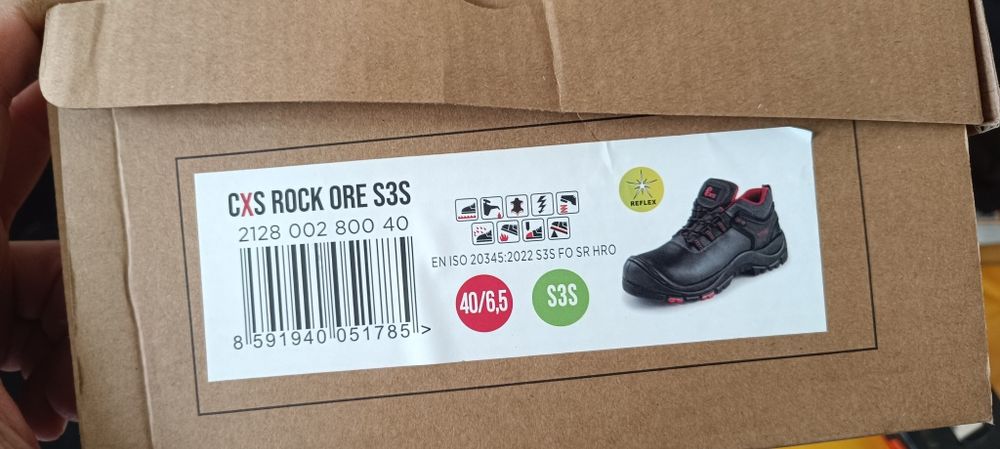 CXS ROCK ORE S3S
2128 002 800 40
8 591940 051785 >
EN ISO 20345:2022 S3S FO SR HRO
40/6,5
S3S
REFLEX